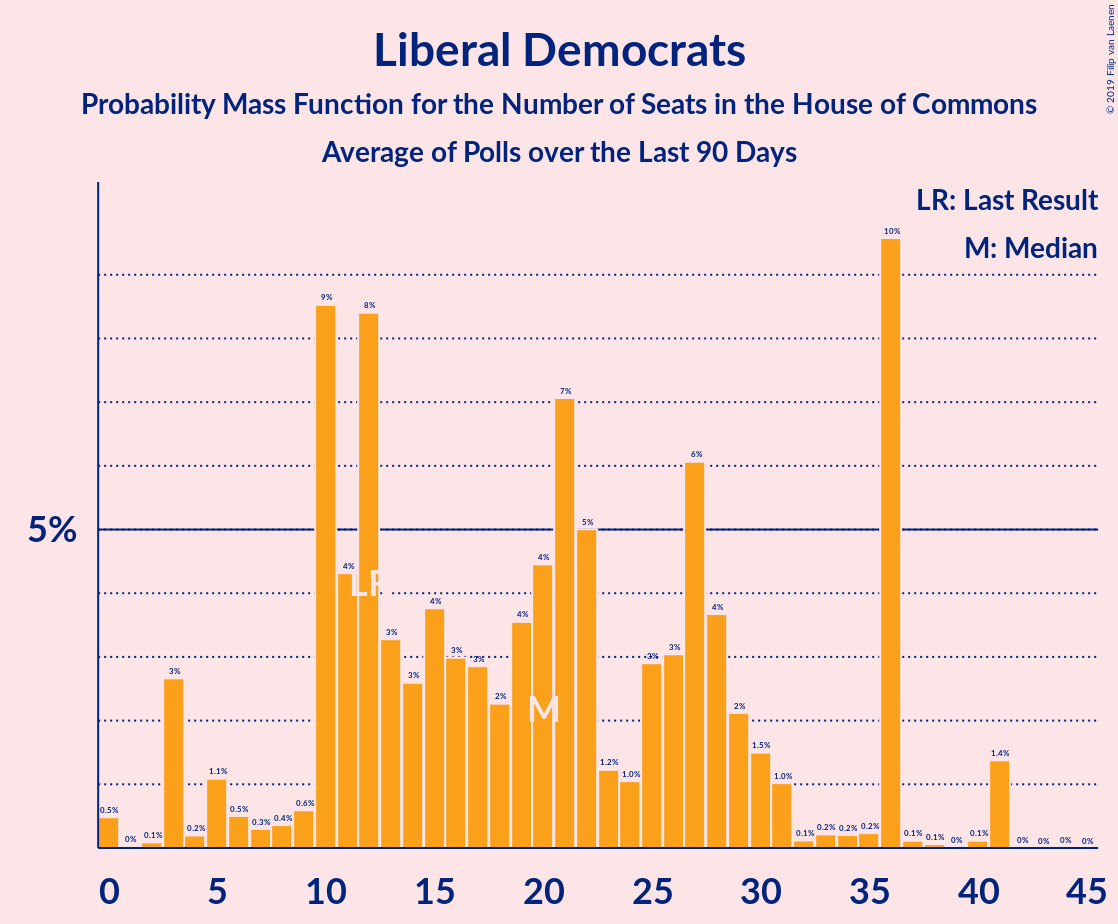 Liberal Democrats
Probability Mass Function for the Number of Seats in the House of Commons
Average of Polls over the Last 90 Days
© 2019 Filip van Laenen
LR: Last Result
M: Median
5%
0.5% 0% 0.1% 3% 0.2% 1.1% 0.5% 0.3% 0.4% 0.6% 9% 4% 8% 3% 3% 4% 3% 3% 2% 4% 4% 7% 5% 1.2% 1.0% 3% 3% 6% 4% 2% 1.5% 1.0% 0.1% 0.2% 0.2% 0.2% 10% 0.1% 0.1% 0% 0.1% 1.4% 0% 0% 0% 0%
LR
M
0 5 10 15 20 25 30 35 40 45